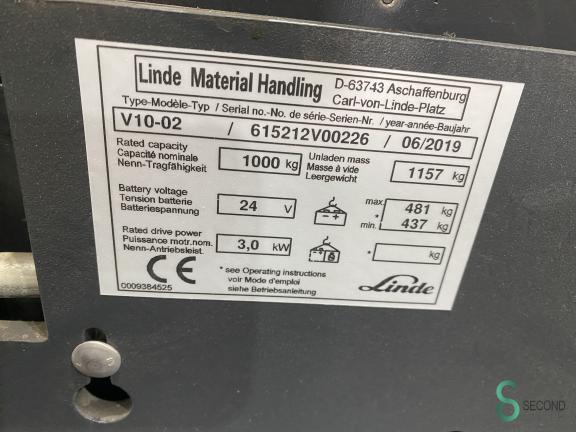 Linde Material Handling
D-63743 Aschaffenburg
Carl-von-Linde-Platz
Type-Modèle-Typ / Serial no.-No. de série-Serien-Nr. / year-année-Baujahr
V10-02 / 615212V00226 / 06/2019
Rated capacity
Capacité nominale
Nenn-Tragfähigkeit
1000 kg
Unladen mass
Masse à vide
Leergewicht
1157 kg
Battery voltage
Tension batterie
Batteriespannung
24 V
- +
max. 481 kg
*
min. 437 kg
Rated drive power
Puissance motr.nom.
Nenn-Antriebsleist.
3,0 kW
* kg
CE
0009384525
* see Operating instructions
voir Mode d'emploi
siehe Betriebsanleitung
Linde
SECOND